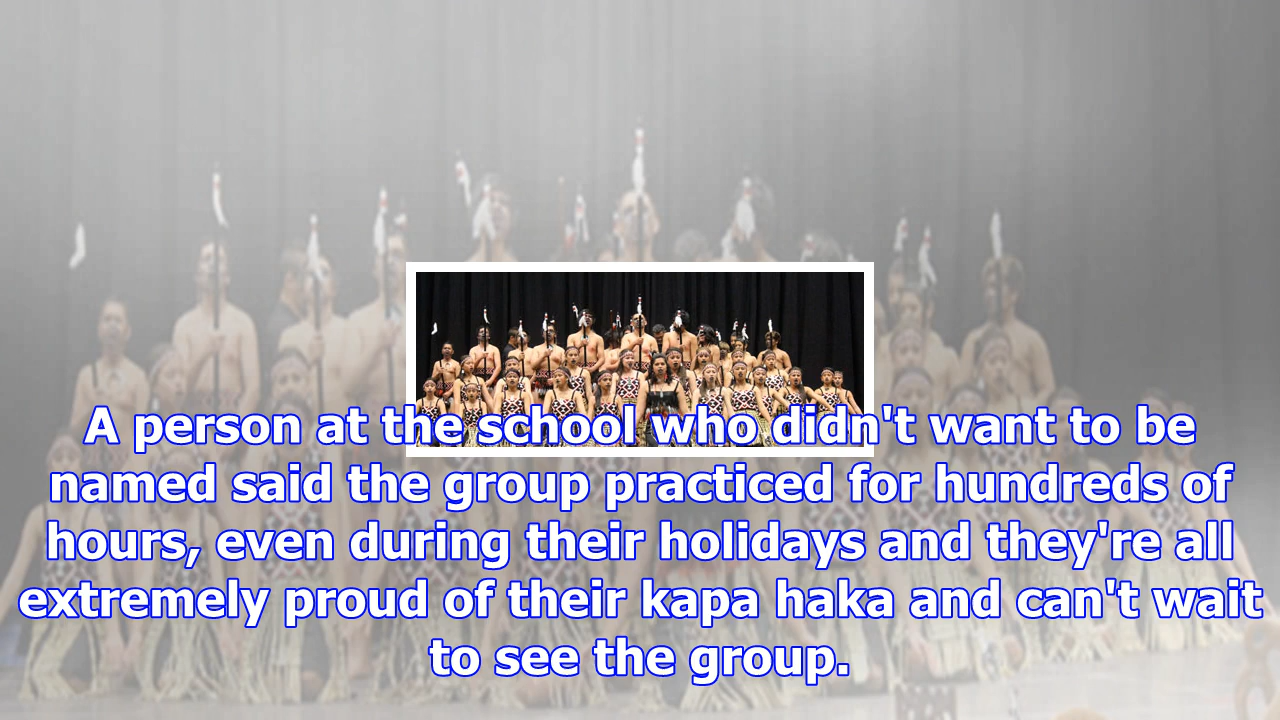 A person at the school who didn't want to be
named said the group practiced for hundreds of
hours, even during their holidays and they're all
extremely proud of their kapa haka and can't wait
to see the group.